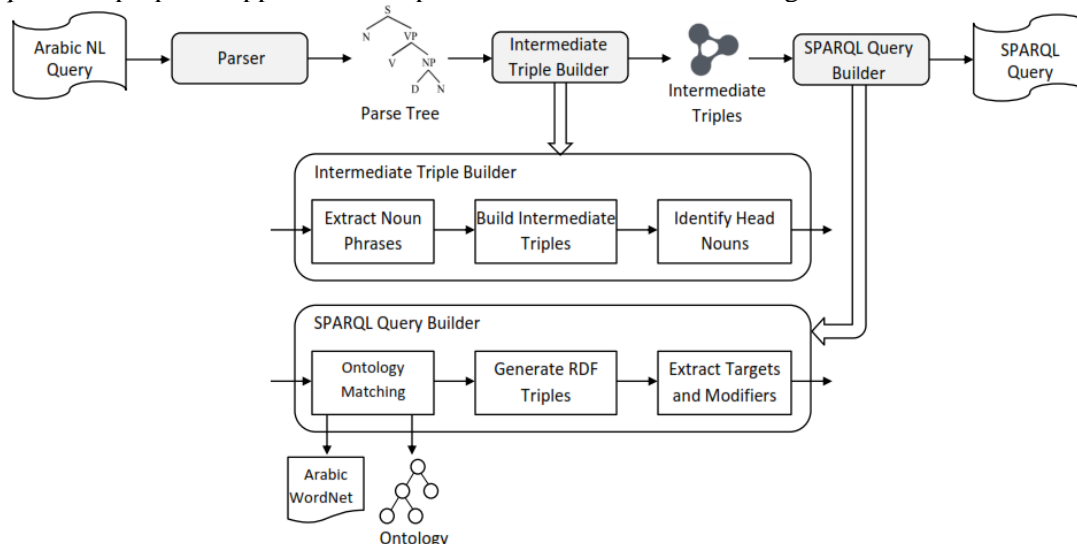 Arabic NL
Query
Parser
S
N VP
V NP
D N
Parse Tree
Intermediate
Triple Builder
Intermediate
Triples
SPARQL Query
Builder
SPARQL
Query
Intermediate Triple Builder
Extract Noun
Phrases
Build Intermediate
Triples
Identify Head
Nouns
SPARQL Query Builder
Ontology
Matching
Generate RDF
Triples
Extract Targets
and Modifiers
Arabic
WordNet
Ontology